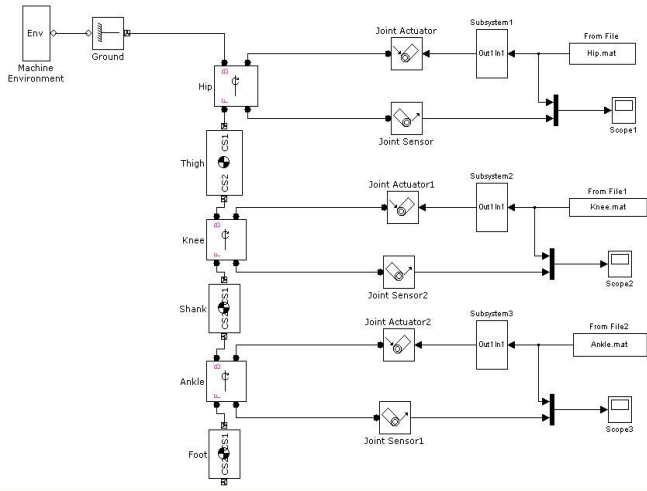 Env
Machine
Environment
Ground
Joint Actuator
Subsystem1
Out1 In1
From File
Hip.mat
B
Hip
F
Joint Sensor
Scope1
CS1
Thigh
CS2
Joint Actuator1
Subsystem2
Out1 In1
From File1
Knee.mat
B
Knee
F
Joint Sensor2
Scope2
CS1
Shank
CS2
Joint Actuator2
Subsystem3
Out1 In1
From File2
Ankle.mat
B
Ankle
F
Joint Sensor1
Scope3
CS1
Foot
CS2